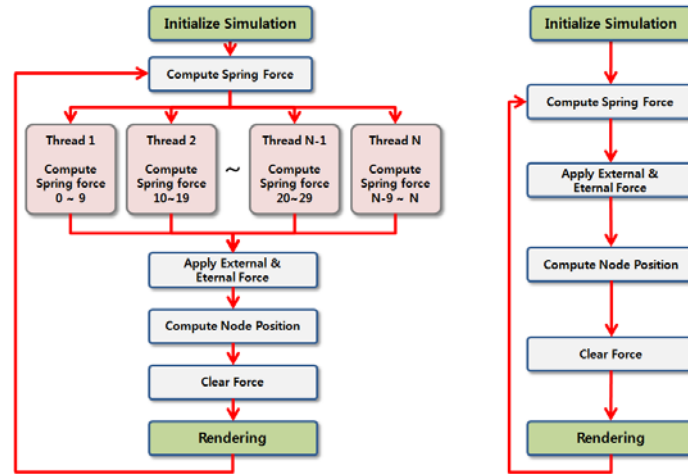 Initialize Simulation
Compute Spring Force
Thread 1
Compute
Spring force
0 ~ 9
Thread 2
Compute
Spring force
10~19
~
Thread N-1
Compute
Spring force
20~29
Thread N
Compute
Spring force
N-9 ~ N
Apply External &
Eternal Force
Compute Node Position
Clear Force
Rendering
Initialize Simulation
Compute Spring Force
Apply External &
Eternal Force
Compute Node Position
Clear Force
Rendering